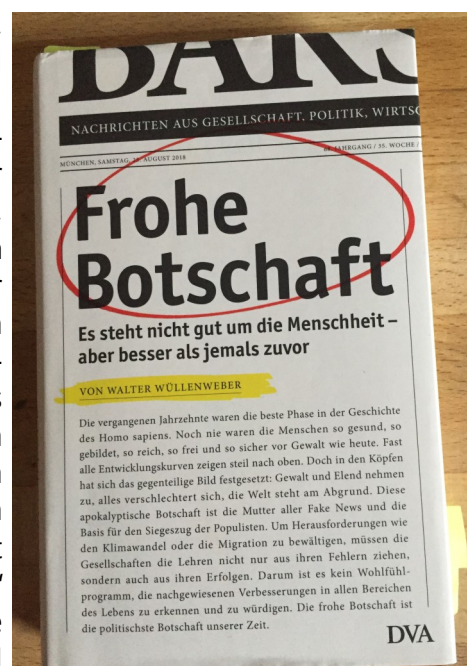 NACHRICHTEN AUS GESELLSCHAFT, POLITIK,
MÜNCHEN, SAMSTAG, AUGUST 2018
JAHRGANG / 35. WOCHE /
Frohe
Botschaft
Es steht nicht gut um die Menschheit –
aber besser als jemals zuvor
VON WALTER WÜLLENWEBER
Die vergangenen Jahrzehnte waren die beste Phase in der Geschichte
des Homo sapiens. Noch nie waren die Menschen so gesund, so
gebildet, so reich, so frei und so sicher vor Gewalt wie heute. Fast
alle Entwicklungskurven zeigen steil nach oben. Doch in den Köpfen
hat sich das gegenteilige Bild festgesetzt: Gewalt und Elend nehmen
zu, alles verschlechtert sich, die Welt steht am Abgrund. Diese
apokalyptische Botschaft ist die Mutter aller Fake News und die
Basis für den Siegeszug der Populisten. Um Herausforderungen wie
den Klimawandel oder die Migration zu bewältigen, müssen die
Gesellschaften die Lehren nicht nur aus ihren Fehlern ziehen,
sondern auch aus ihren Erfolgen. Darum ist es kein Wohlfühl-
programm, die nachgewiesenen Verbesserungen in allen Bereichen
des Lebens zu erkennen und zu würdigen. Die frohe Botschaft ist
die politischste Botschaft unserer Zeit.
DVA